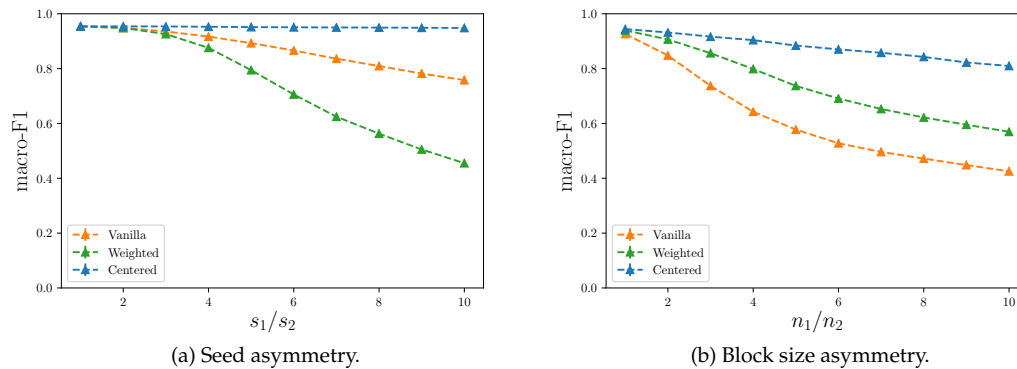 1.0
0.8
0.6
0.4
0.2
0.0
macro-F1
Vanilla
Weighted
Centered
2 4 6 8 10
s₁/s₂
(a) Seed asymmetry.
1.0
0.8
0.6
0.4
0.2
0.0
macro-F1
Vanilla
Weighted
Centered
2 4 6 8 10
n₁/n₂
(b) Block size asymmetry.